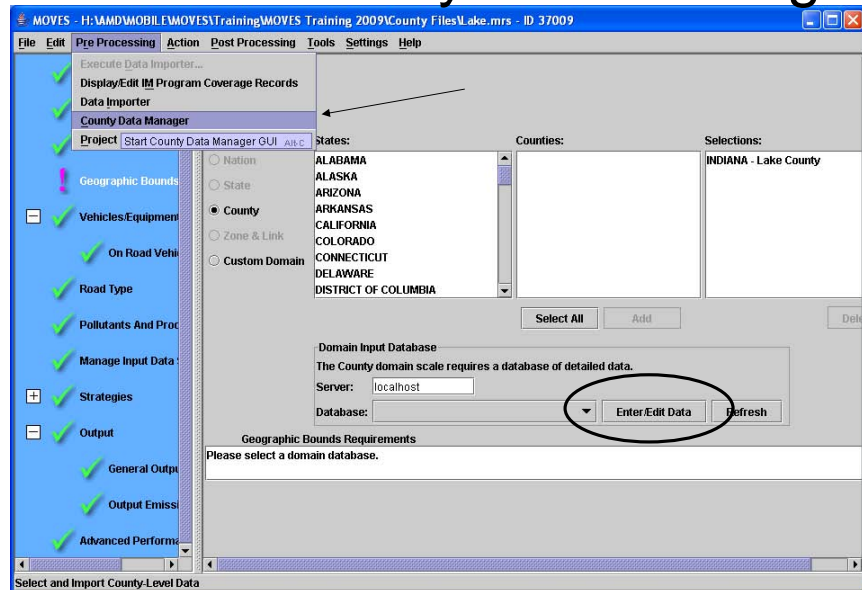 MOVES - H:\AMD\MOBILE\MOVES\Training\MOVES Training 2009\County Files\Lake.mrs - ID 37009
File Edit Pre Processing Action Post Processing Tools Settings Help
Execute Data Importer...
Display/Edit IM Program Coverage Records
Data Importer
County Data Manager
Project
Start County Data Manager GUI Alt-C
States:
Counties:
Selections:
Nation
State
County
Zone & Link
Custom Domain
ALABAMA
ALASKA
ARIZONA
ARKANSAS
CALIFORNIA
COLORADO
CONNECTICUT
DELAWARE
DISTRICT OF COLUMBIA
INDIANA - Lake County
Geographic Bounds
Vehicles/Equipment
On Road Vehi
Road Type
Pollutants And Proc
Manage Input Data
Strategies
Output
General Outpu
Output Emissi
Advanced Performa
Select All
Add
Dele
Domain Input Database
The County domain scale requires a database of detailed data.
Server: localhost
Database:
Enter/Edit Data
Refresh
Geographic Bounds Requirements
Please select a domain database.
Select and Import County-Level Data